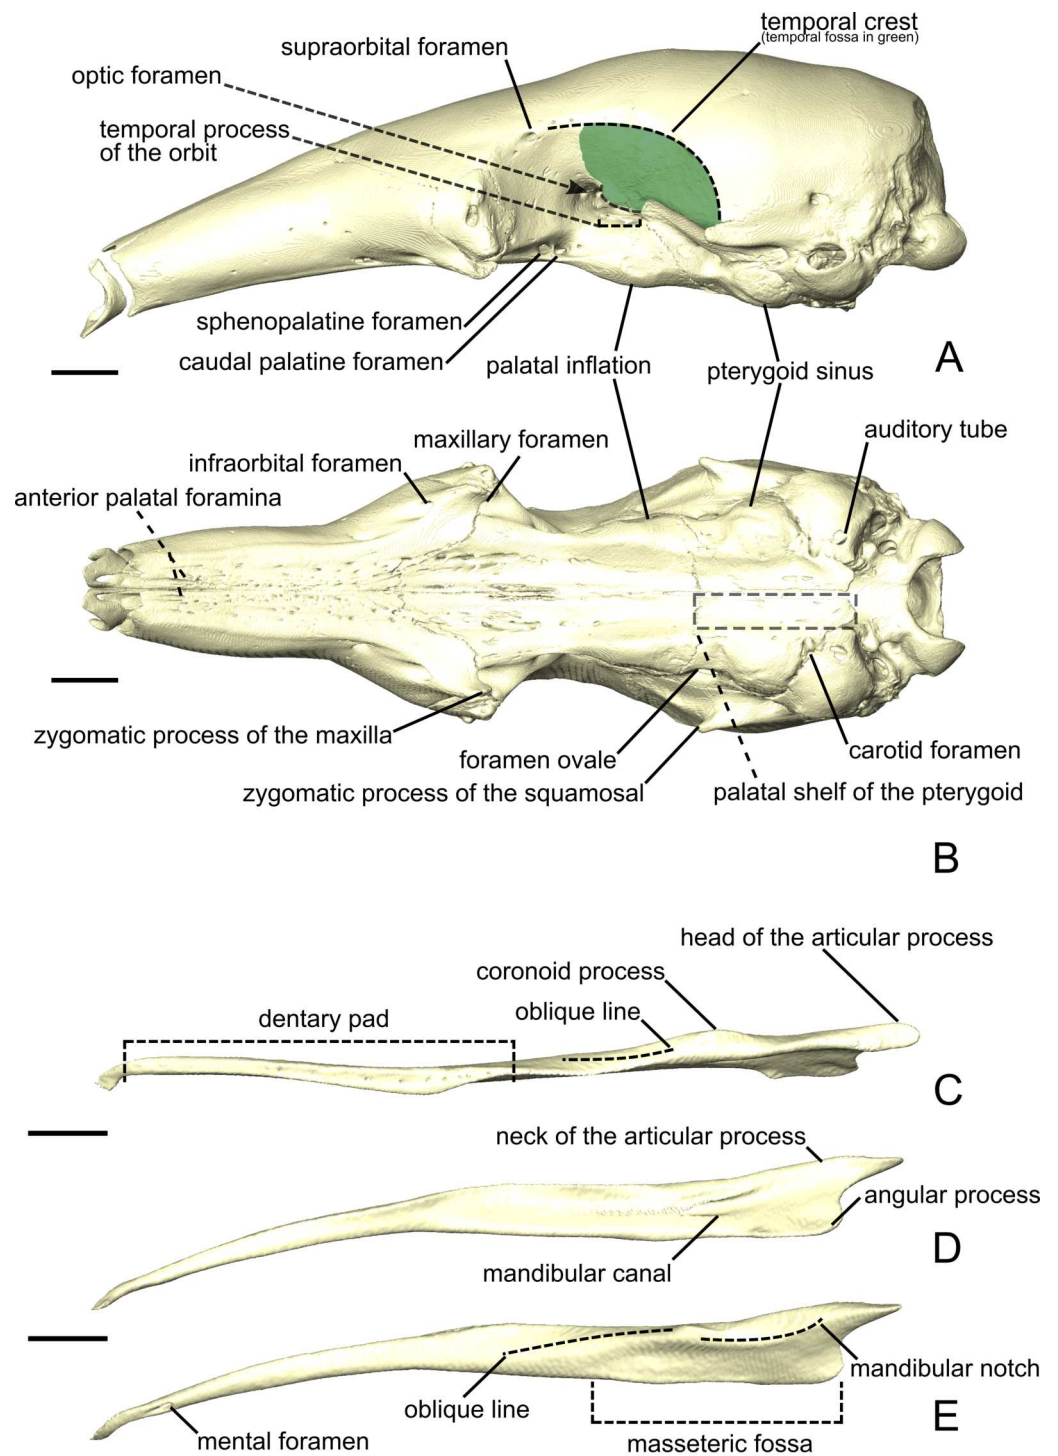 temporal crest
(temporal fossa in green)
supraorbital foramen
optic foramen
temporal process
of the orbit
sphenopalatine foramen
caudal palatine foramen
palatal inflation
pterygoid sinus
A
auditory tube
maxillary foramen
infraorbital foramen
anterior palatal foramina
zygomatic process of the maxilla
foramen ovale
carotid foramen
zygomatic process of the squamosal
palatal shelf of the pterygoid
B
head of the articular process
coronoid process
oblique line
dentary pad
C
neck of the articular process
angular process
D
mandibular canal
mandibular notch
oblique line
E
mental foramen
masseteric fossa